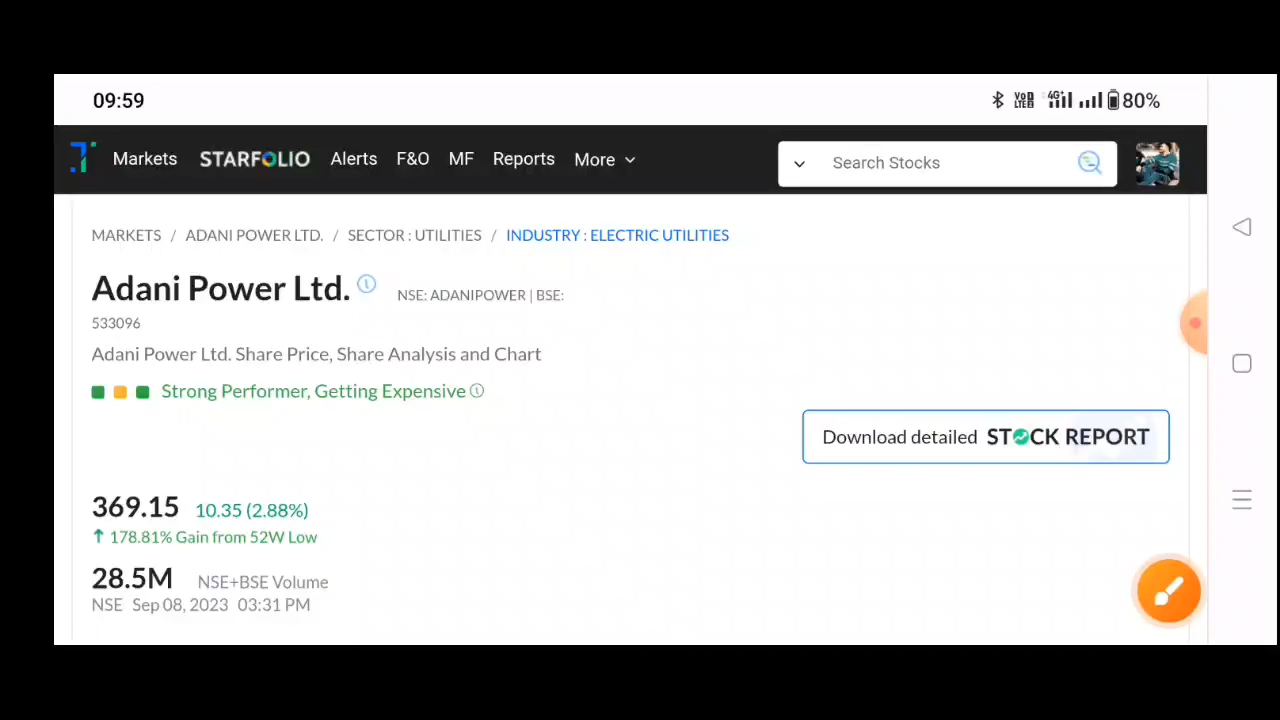 09:59 VoD LTE 4G+ 80%
Markets STARFOLIO Alerts F&O MF Reports More Search Stocks
MARKETS / ADANI POWER LTD. / SECTOR : UTILITIES / INDUSTRY : ELECTRIC UTILITIES
Adani Power Ltd. NSE: ADANIPOWER | BSE:
533096
Adani Power Ltd. Share Price, Share Analysis and Chart
Strong Performer, Getting Expensive
Download detailed STOCK REPORT
369.15 10.35 (2.88%)
↑ 178.81% Gain from 52W Low
28.5M NSE+BSE Volume
NSE Sep 08, 2023 03:31 PM